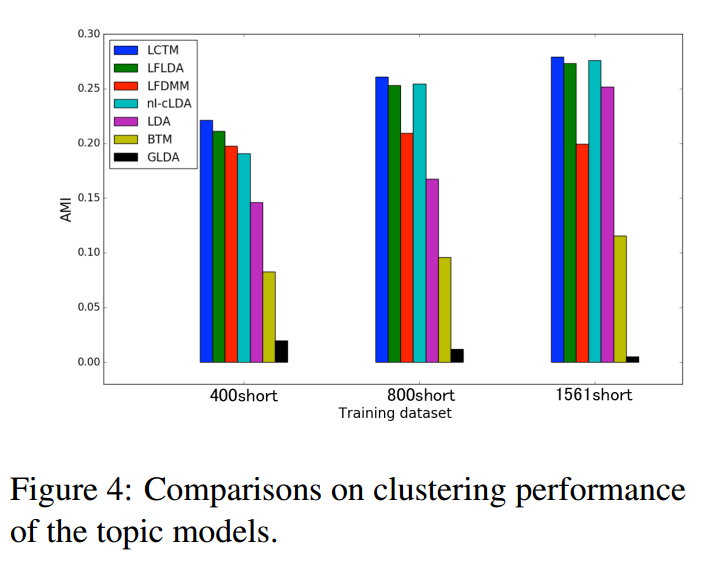 0.30
0.25
0.20
0.15
0.10
0.05
0.00
AMI
LCTM
LFLDA
LFDMM
nI-cLDA
LDA
BTM
GLDA
400short 800short 1561short
Training dataset
Figure 4: Comparisons on clustering performance
of the topic models.